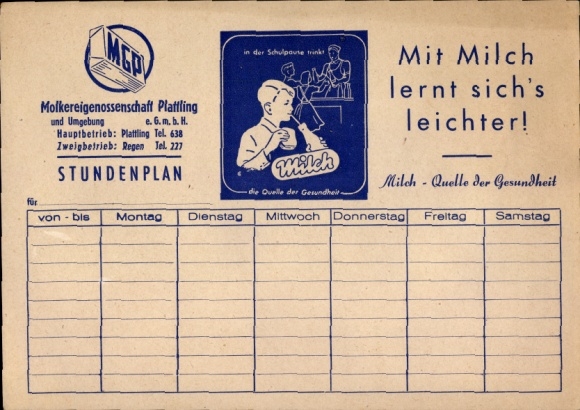 MGP
Molkereigenossenschaft Plattling
und Umgebung e.G.m.b.H.
Hauptbetrieb: Plattling Tel. 638
Zweigbetrieb: Regen Tel. 227
STUNDENPLAN
in der Schulpause trinkt
Milch
die Quelle der Gesundheit
Mit Milch
lernt sich's
leichter!
Milch - Quelle der Gesundheit
für
von - bis Montag Dienstag Mittwoch Donnerstag Freitag Samstag